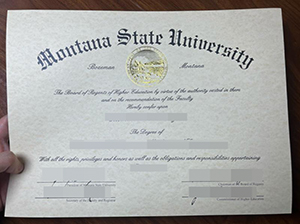 Montana State University
Bozeman Montana
The Board of Regents of Higher Education by virtue of the authority vested in them
and on the recommendation of the Faculty
Hereby confer upon
The Degree of
With all the rights, privileges and honors as well as the obligations and responsibilities appertaining